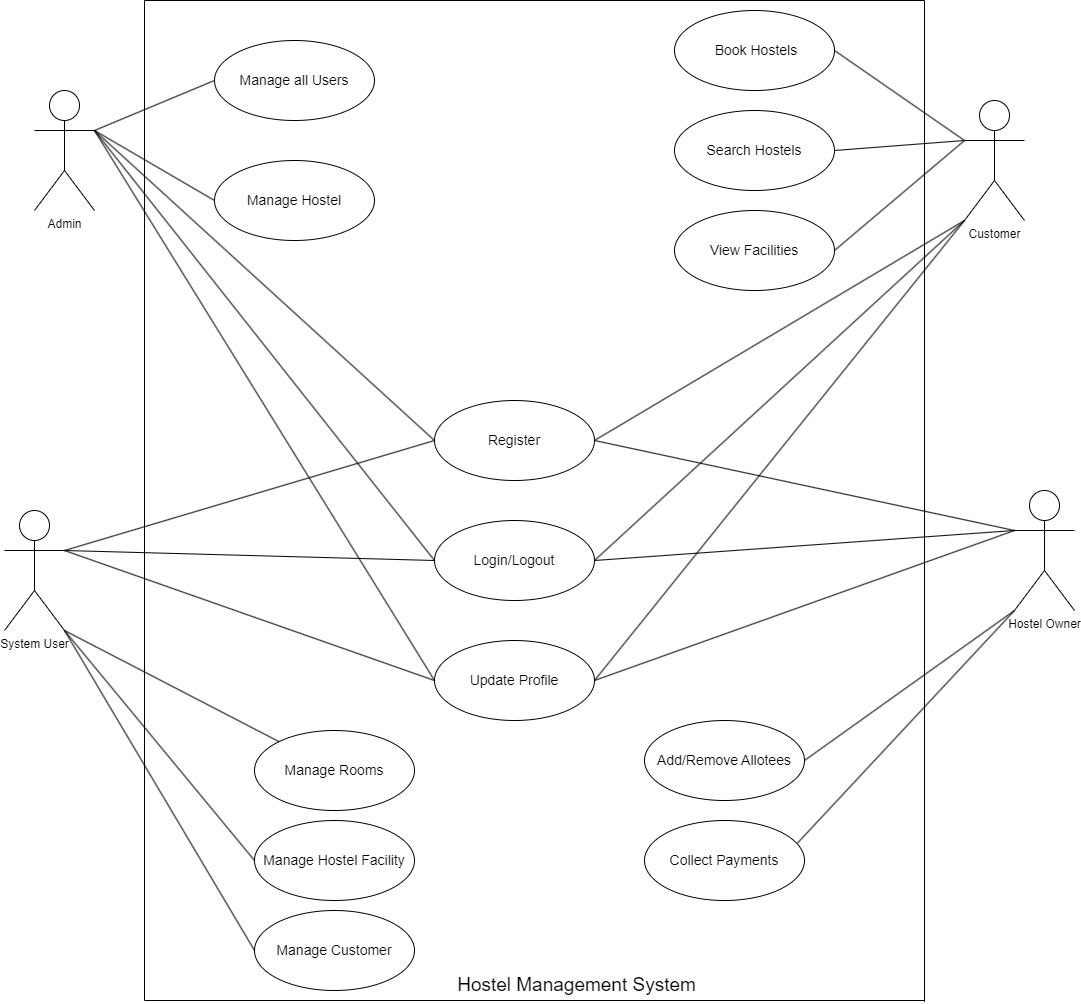 Book Hostels
Manage all Users
Search Hostels
Manage Hostel
Admin
Customer
View Facilities
Register
Login/Logout
System User
Hostel Owner
Update Profile
Manage Rooms
Add/Remove Allotees
Manage Hostel Facility
Collect Payments
Manage Customer
Hostel Management System